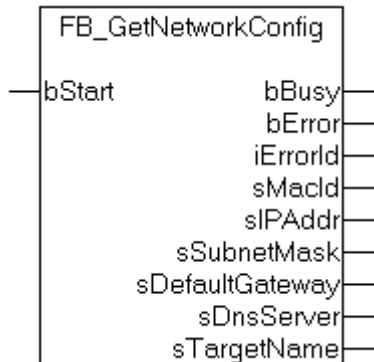 FB_GetNetworkConfig
bStart bBusy
bError
iErrorId
sMacId
sIPAddr
sSubnetMask
sDefaultGateway
sDnsServer
sTargetName